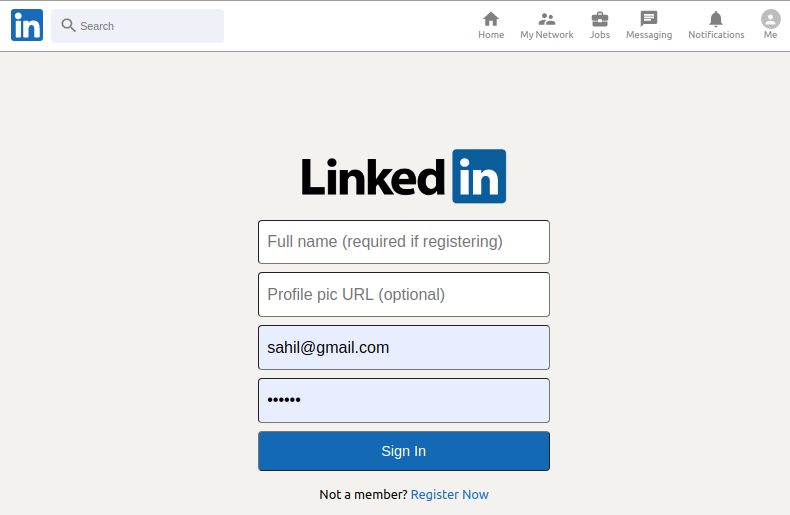 in Search Home My Network Jobs Messaging Notifications Me
Linked in
Full name (required if registering)
Profile pic URL (optional)
sahil@gmail.com
••••••
Sign In
Not a member? Register Now